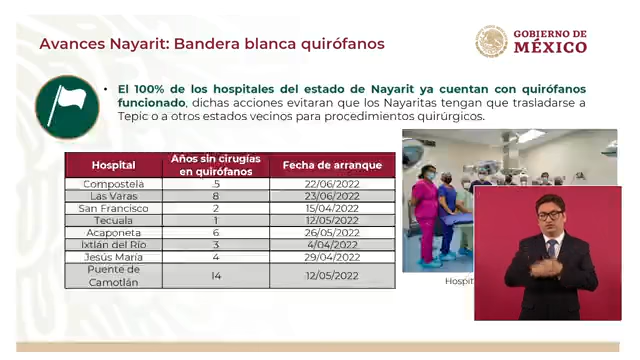 Avances Nayarit: Bandera blanca quirófanos
GOBIERNO DE
MÉXICO
• El 100% de los hospitales del estado de Nayarit ya cuentan con quirófanos
funcionado, dichas acciones evitaran que los Nayaritas tengan que trasladarse a
Tepic o a otros estados vecinos para procedimientos quirúrgicos.
Hospital Años sin cirugías en quirófanos Fecha de arranque
Compostela 5 22/06/2022
Las Varas 8 23/06/2022
San Francisco 2 15/04/2022
Tecuala 1 12/05/2022
Acaponeta 6 26/05/2022
Ixtlán del Río 3 4/04/2022
Jesús María 4 29/04/2022
Puente de Camotlán 14 12/05/2022
Hospit